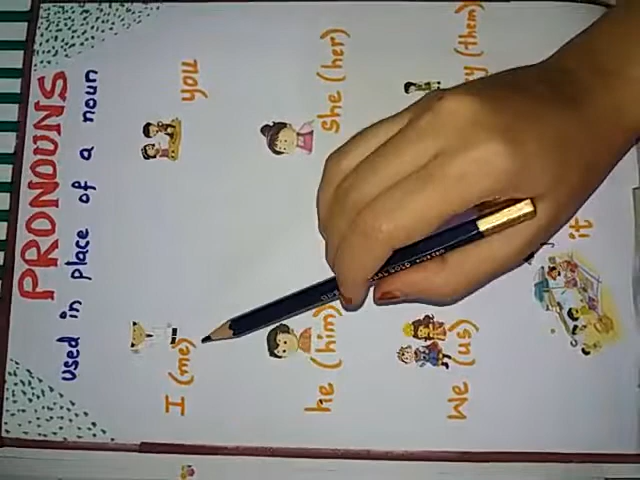 PRONOUNS
used in place of a noun
I (me)
you
he (him)
she (her)
We (us)
(them)
it